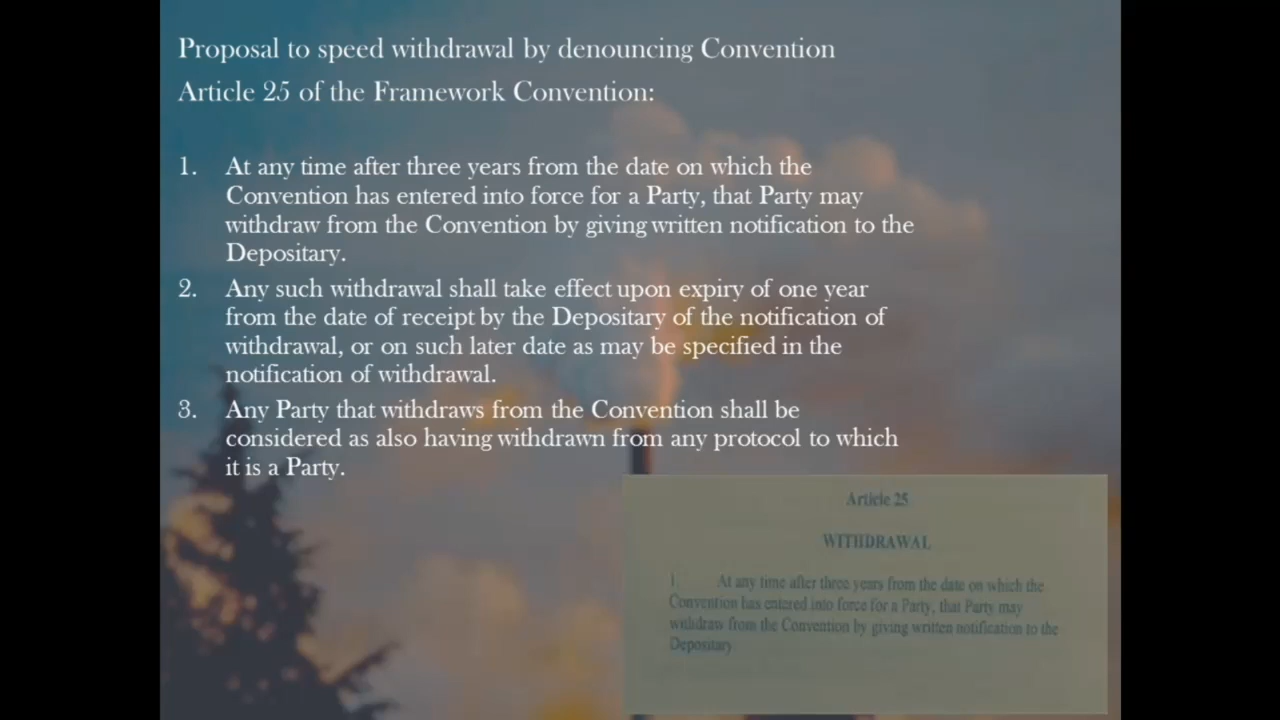 Proposal to speed withdrawal by denouncing Convention
Article 25 of the Framework Convention:
1. At any time after three years from the date on which the
Convention has entered into force for a Party, that Party may
withdraw from the Convention by giving written notification to the
Depositary.
2. Any such withdrawal shall take effect upon expiry of one year
from the date of receipt by the Depositary of the notification of
withdrawal, or on such later date as may be specified in the
notification of withdrawal.
3. Any Party that withdraws from the Convention shall be
considered as also having withdrawn from any protocol to which
it is a Party.
Article 25
WITHDRAWAL
1. At any time after three years from the date on which the
Convention has entered into force for a Party, that Party may
withdraw from the Convention by giving written notification to the
Depositary.